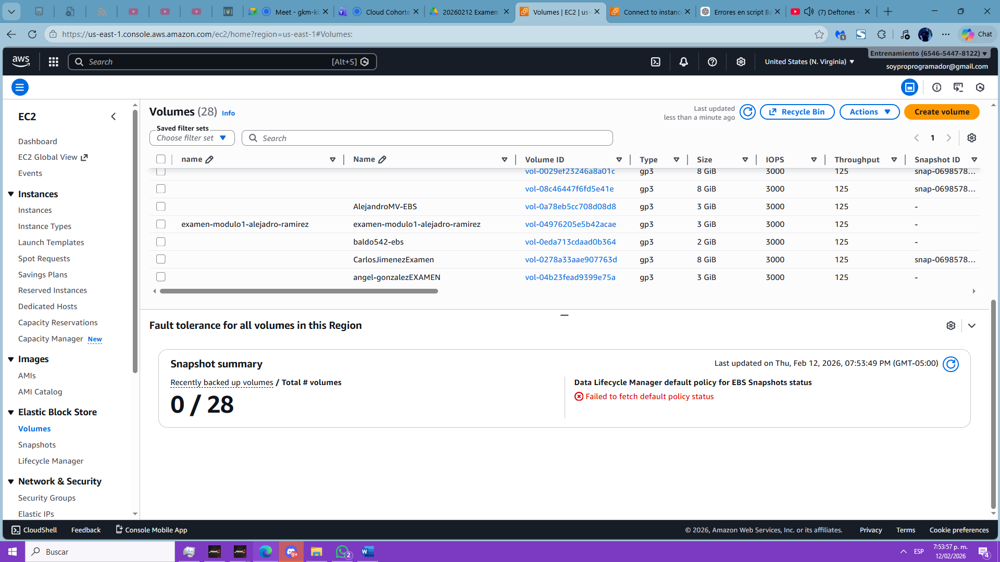 Meet - gkm-ki
Cloud Cohorte
20260212 Examen
Volumes | EC2 | us-
Connect to instance
Errores en script Ba
(7) Deftones -
https://us-east-1.console.aws.amazon.com/ec2/home?region=us-east-1#Volumes:
1
Chat
aws
Search
[Alt+S]
United States (N. Virginia)
Entrenamiento (6546-5447-8122)
soyproprogramador@gmail.com
EC2
Dashboard
EC2 Global View
Events
Instances
Instances
Instance Types
Launch Templates
Spot Requests
Savings Plans
Reserved Instances
Dedicated Hosts
Capacity Reservations
Capacity Manager New
Images
AMIs
AMI Catalog
Elastic Block Store
Volumes
Snapshots
Lifecycle Manager
Network & Security
Security Groups
Elastic IPs
Volumes (28) Info
Last updated
less than a minute ago
Recycle Bin
Actions
Create volume
Saved filter sets
Choose filter set
Search
1
name Name Volume ID Type Size IOPS Throughput Snapshot ID
vol-0029ef23246a8a01c gp3 8 GiB 3000 125 snap-0698578...
vol-08c46447f6fd5e41e gp3 8 GiB 3000 125 snap-0698578...
AlejandroMV-EBS vol-0a78eb5cc708d08d8 gp3 3 GiB 3000 125 -
examen-modulo1-alejadro-ramirez examen-modulo1-alejadro-ramirez vol-04976205e5b42acae gp3 3 GiB 3000 125 -
baldo542-ebs vol-0eda713cdaad0b364 gp3 2 GiB 3000 125 -
CarlosJimenezExamen vol-0278a33aae907763d gp3 8 GiB 3000 125 snap-0698578...
angel-gonzalezEXAMEN vol-04b23fead9399e75a gp3 3 GiB 3000 125 -
Fault tolerance for all volumes in this Region
Snapshot summary
Last updated on Thu, Feb 12, 2026, 07:53:49 PM (GMT-05:00)
Recently backed up volumes / Total # volumes
0 / 28
Data Lifecycle Manager default policy for EBS Snapshots status
Failed to fetch default policy status
CloudShell
Feedback
Console Mobile App
© 2026, Amazon Web Services, Inc. or its affiliates.
Privacy
Terms
Cookie preferences
Buscar
9+
2
ESP
7:53:57 p. m.
12/02/2026
4